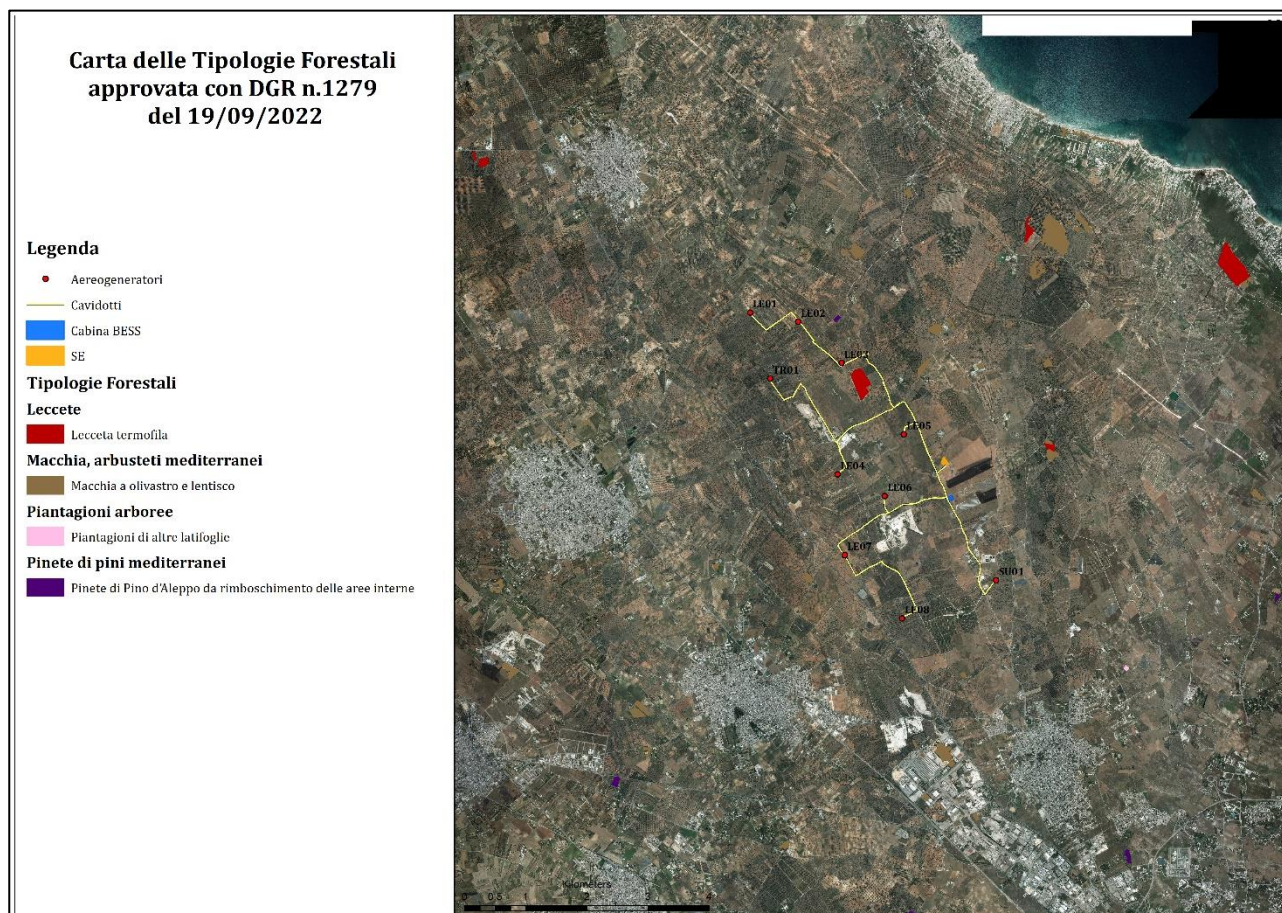 Carta delle Tipologie Forestali
approvata con DGR n.1279
del 19/09/2022
Legenda
Aereogeneratori
Cavidotti
Cabina BESS
SE
Tipologie Forestali
Leccete
Lecceta termofila
Macchia, arbusteti mediterranei
Macchia a olivastro e lentisco
Piantagioni arboree
Piantagioni di altre latifoglie
Pinete di pini mediterranei
Pinete di Pino d'Aleppo da rimboschimento delle aree interne
LE01
LE02
LE03
TR01
LE05
LE04
LE06
LE07
SU01
LE08
Kilometers
0 0.5 1 2 3 4